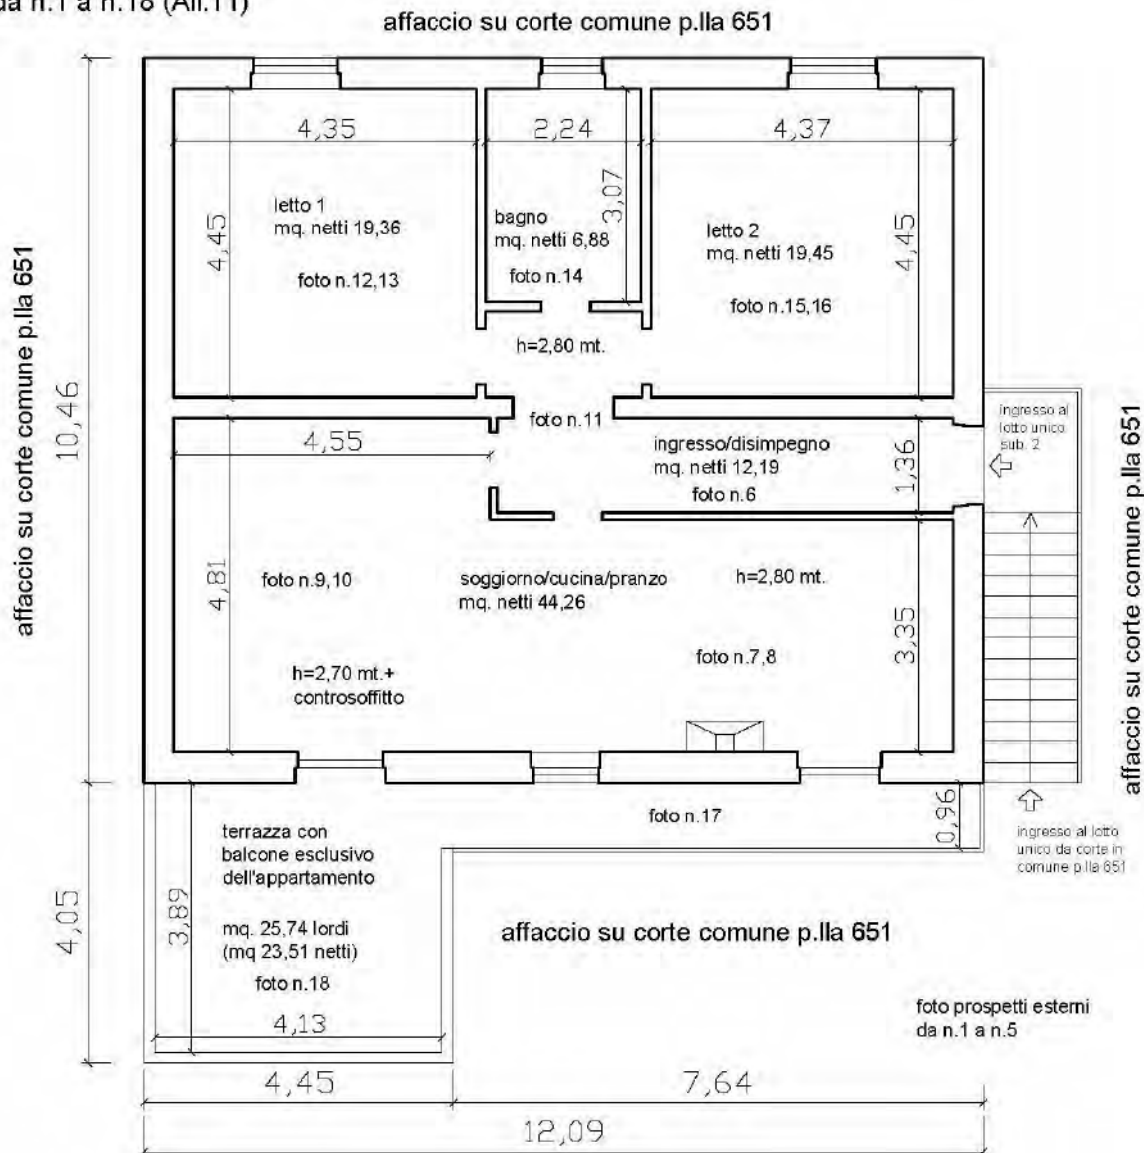 da n.1 a n.18 (All.11)
affaccio su corte comune p.lla 651
4,35
2,24
4,37
3,07
4,45
4,45
letto 1
mq. netti 19,36
foto n.12,13
bagno
mq. netti 6,88
foto n.14
letto 2
mq. netti 19,45
foto n.15,16
affaccio su corte comune p.lla 651
10,46
h=2,80 mt.
foto n.11
4,55
ingresso/disimpegno
mq. netti 12,19
foto n.6
1,36
ingresso al
lotto unico
sub. 2
affaccio su corte comune p.lla 651
4,81
foto n.9,10
soggiorno/cucina/pranzo
mq. netti 44,26
h=2,80 mt.
3,35
foto n.7,8
h=2,70 mt.+
controsoffitto
foto n.17
0,96
ingresso al lotto
unico da corte in
comune p.lla 651
terrazza con
balcone esclusivo
dell'appartamento
mq. 25,74 lordi
(mq 23,51 netti)
foto n.18
4,05
3,89
4,13
affaccio su corte comune p.lla 651
foto prospetti esterni
da n.1 a n.5
4,45
7,64
12,09